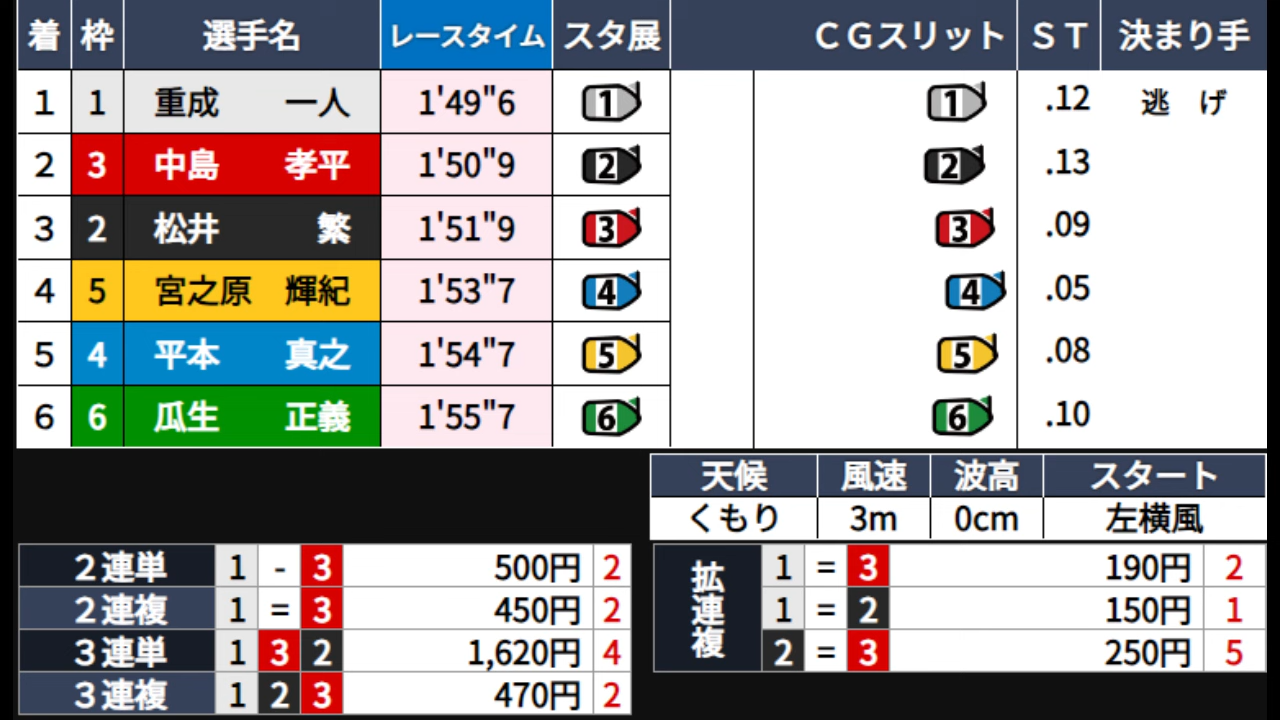 着 枠 選手名 レースタイム スタ展 ＣＧスリット ＳＴ 決まり手
1 1 重成 一人 1'49"6 1 1 .12 逃 げ
2 3 中島 孝平 1'50"9 2 2 .13
3 2 松井 繁 1'51"9 3 3 .09
4 5 宮之原 輝紀 1'53"7 4 4 .05
5 4 平本 真之 1'54"7 5 5 .08
6 6 瓜生 正義 1'55"7 6 6 .10
天候 風速 波高 スタート
くもり 3m 0cm 左横風
２連単 1 - 3 500円 2
２連複 1 = 3 450円 2
３連単 1 3 2 1,620円 4
３連複 1 2 3 470円 2
拡連複 1 = 3 190円 2
1 = 2 150円 1
2 = 3 250円 5